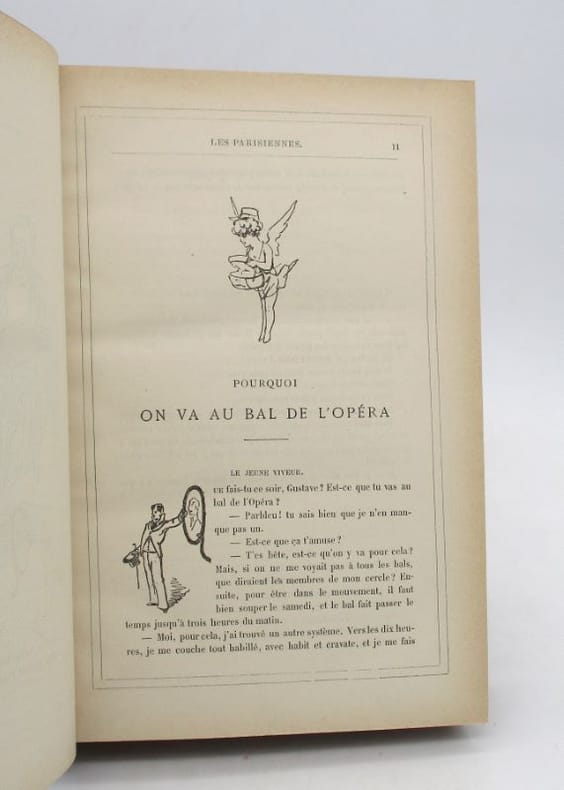 LES PARISIENNES. 11
POURQUOI
ON VA AU BAL DE L'OPÉRA
LE JEUNE VIVEUR.
QUE fais-tu ce soir, Gustave? Est-ce que tu vas au
bal de l'Opéra?
— Parbleu! tu sais bien que je n'en man-
que pas un.
— Est-ce que ça t'amuse?
— T'es bête, est-ce qu'on y va pour cela?
Mais, si on ne me voyait pas à tous les bals,
que diraient les membres de mon cercle? En-
suite, pour être dans le mouvement, il faut
bien souper le samedi, et le bal fait passer le
temps jusqu'à trois heures du matin.
— Moi, pour cela, j'ai trouvé un autre système. Vers les dix heu-
res, je me couche tout habillé, avec habit et cravate, et je me fais